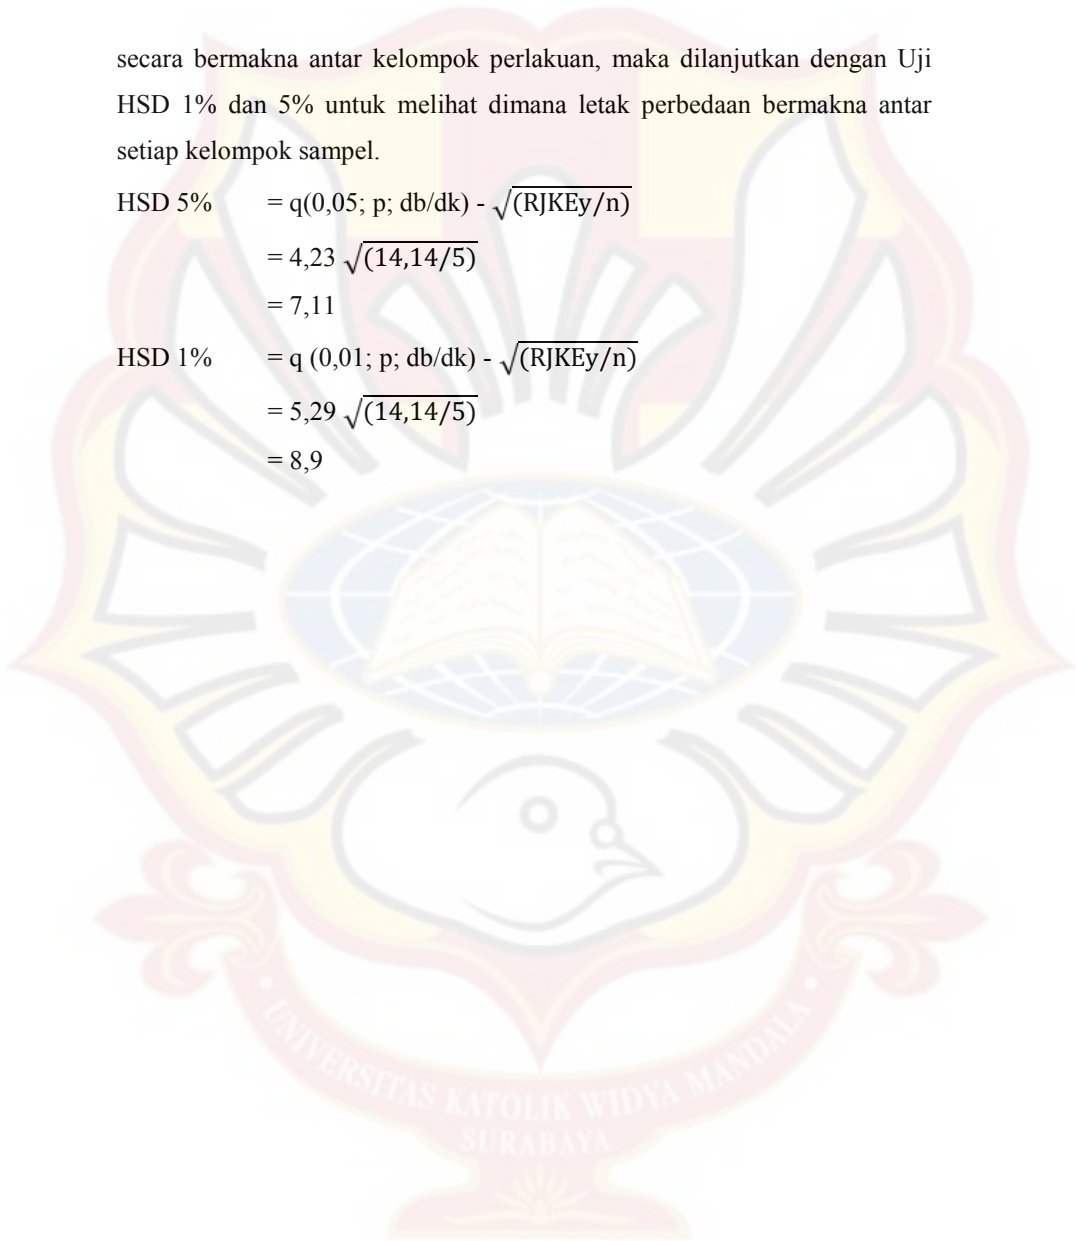 secara bermakna antar kelompok perlakuan, maka dilanjutkan dengan Uji
HSD 1% dan 5% untuk melihat dimana letak perbedaan bermakna antar
setiap kelompok sampel.
HSD 5% = q(0,05; p; db/dk) - √(RJKEy/n)
= 4,23 √(14,14/5)
= 7,11
HSD 1% = q (0,01; p; db/dk) - √(RJKEy/n)
= 5,29 √(14,14/5)
= 8,9
UNIVERSITAS KATOLIK WIDYA MANDALA
SURABAYA